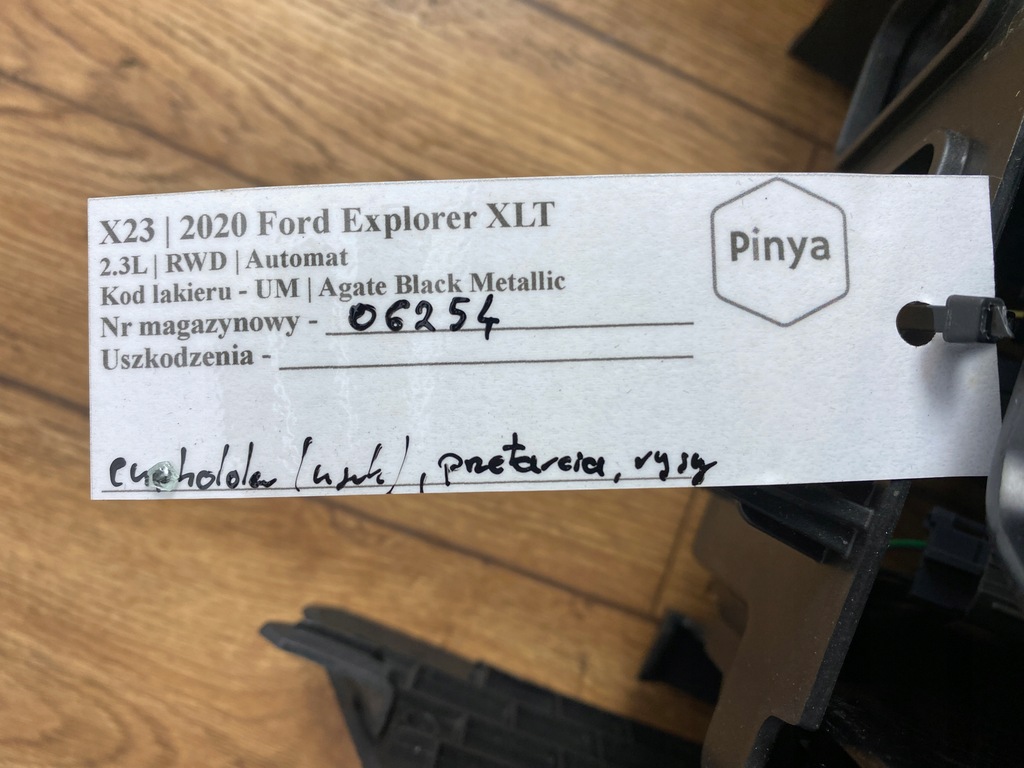 X23 | 2020 Ford Explorer XLT
2.3L | RWD | Automat
Kod lakieru - UM | Agate Black Metallic
Nr magazynowy - 06254
Uszkodzenia -
(uszk), przetarcia, rysy
Pinya